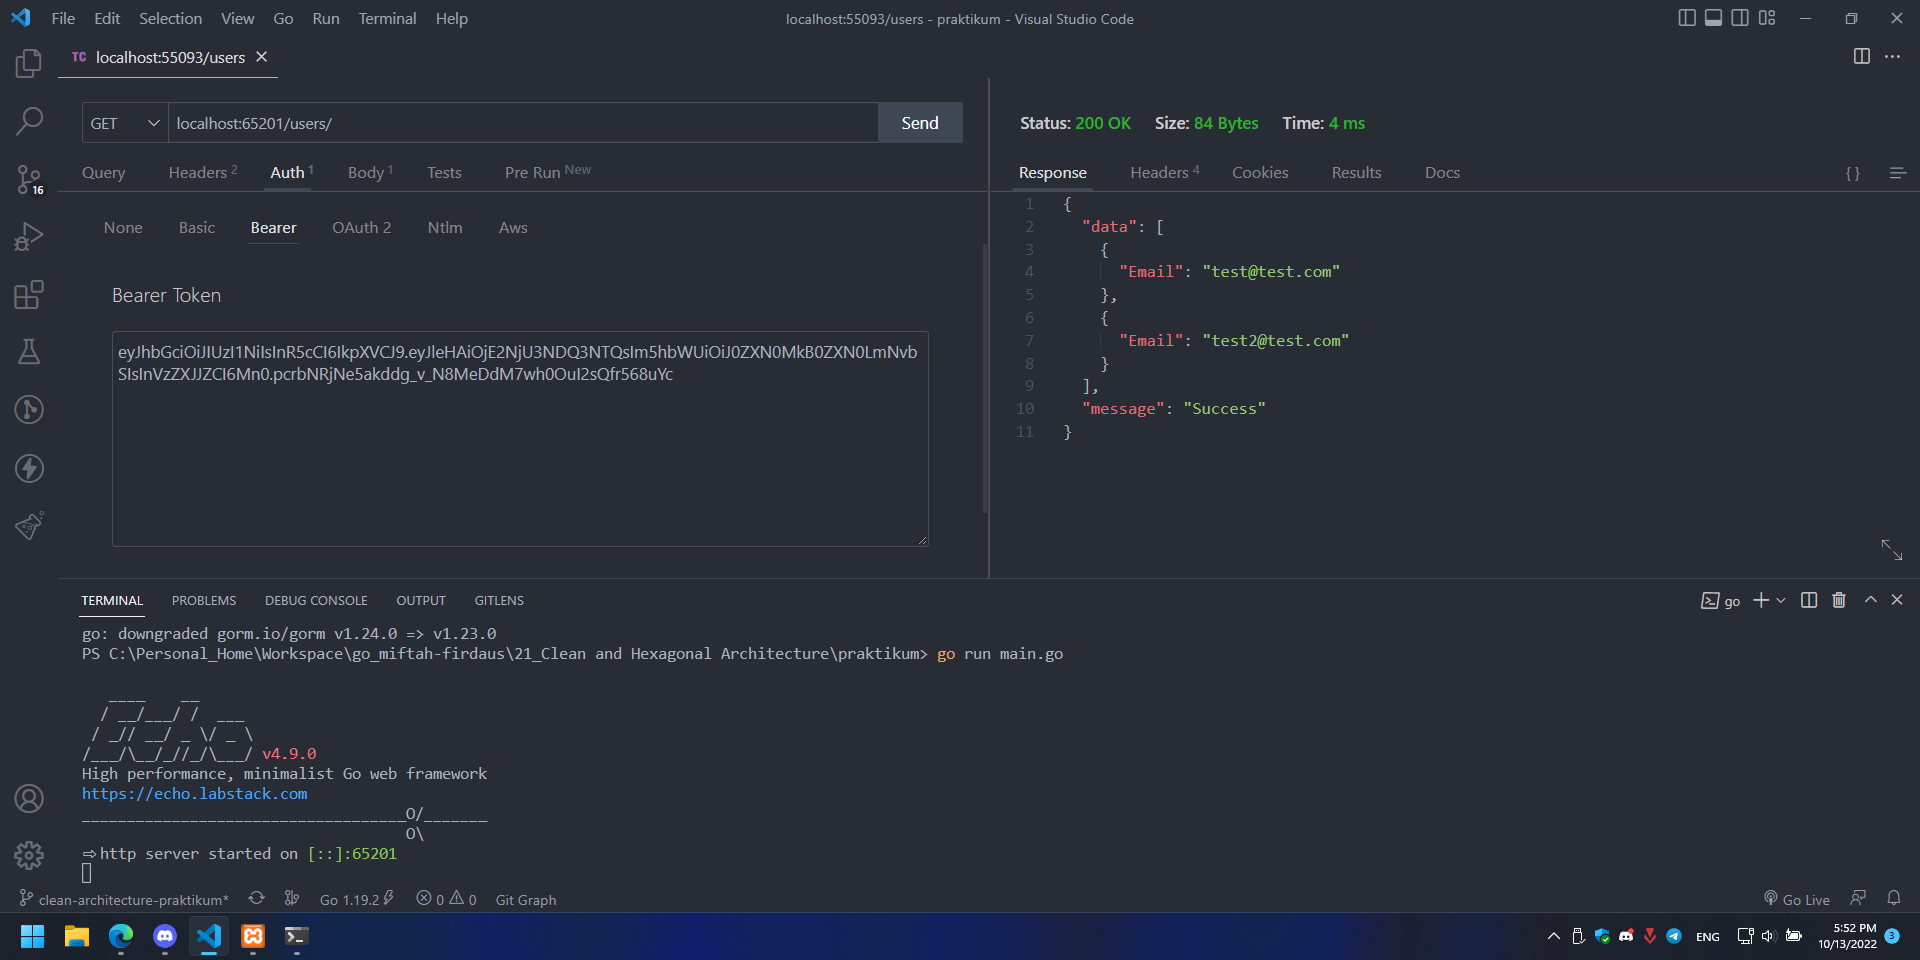 File Edit Selection View Go Run Terminal Help
localhost:55093/users - praktikum - Visual Studio Code
TC localhost:55093/users
GET localhost:65201/users/ Send
Status: 200 OK Size: 84 Bytes Time: 4 ms
Query Headers 2 Auth 1 Body 1 Tests Pre Run New
Response Headers 4 Cookies Results Docs
None Basic Bearer OAuth 2 Ntlm Aws
Bearer Token
eyJhbGciOiJIUzI1NiIsInR5cCI6IkpXVCJ9.eyJleHAiOjE2NjU3NDQ3NTQsIm5hbWUiOiJ0ZXN0MkB0ZXN0LmNvb
SIsInVzZXJJZCI6Mn0.pcrbNRjNe5akddg_v_N8MeDdM7wh0OuI2sQfr568uYc
1 {
2 "data": [
3 {
4 "Email": "test@test.com"
5 },
6 {
7 "Email": "test2@test.com"
8 }
9 ],
10 "message": "Success"
11 }
16
TERMINAL PROBLEMS DEBUG CONSOLE OUTPUT GITLENS
go
go: downgraded gorm.io/gorm v1.24.0 => v1.23.0
PS C:\Personal_Home\Workspace\go_miftah-firdaus\21_Clean and Hexagonal Architecture\praktikum> go run main.go
   ____    __
  / __/___/ /  ___
 / _// __/ _ \/ _ \
/___/\__/_//_/\___/ v4.9.0
High performance, minimalist Go web framework
https://echo.labstack.com
____________________________________O/_______
                                    O\
⇨ http server started on [::]:65201
clean-architecture-praktikum* Go 1.19.2 0 0 Git Graph
Go Live
ENG
5:52 PM
10/13/2022
3